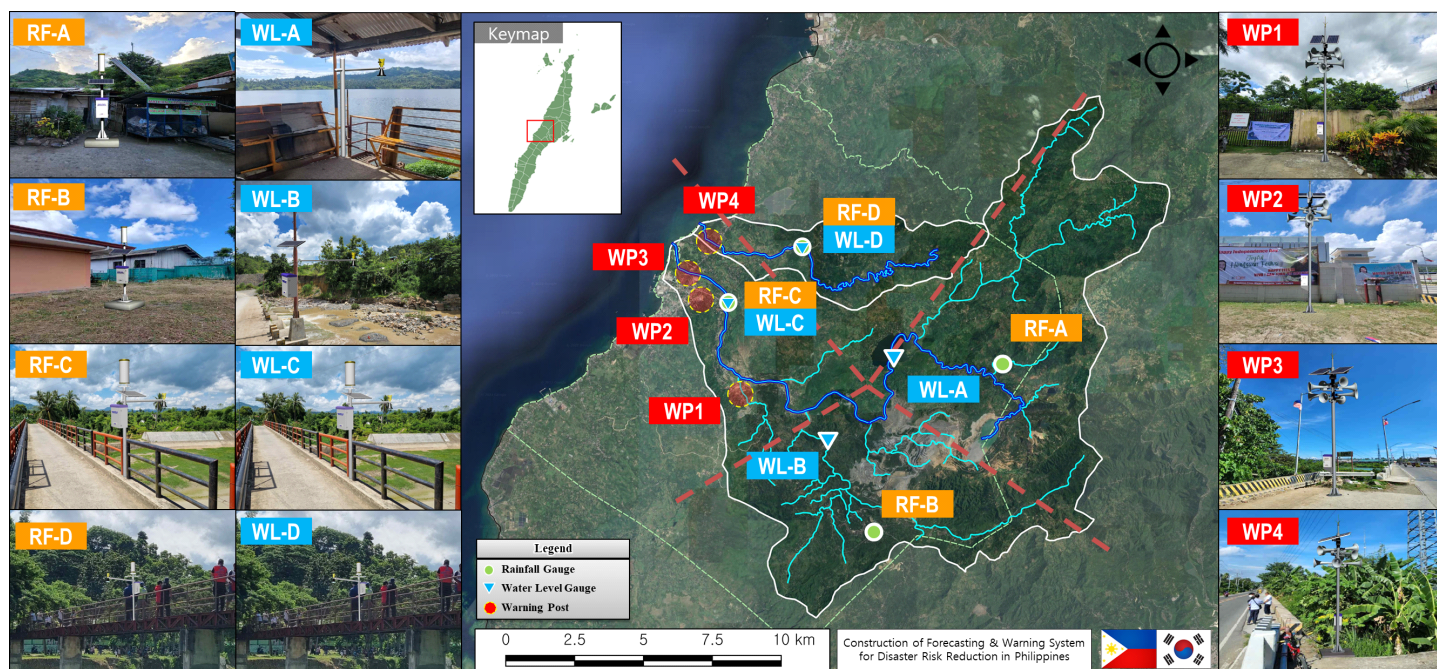 RF-A
WL-A
RF-B
WL-B
RF-C
WL-C
RF-D
WL-D
Keymap
WP4
RF-D
WL-D
WP3
RF-C
WL-C
WP2
RF-A
WL-A
WP1
WL-B
RF-B
Legend
Rainfall Gauge
Water Level Gauge
Warning Post
0 2.5 5 7.5 10 km
Construction of Forecasting & Warning System
for Disaster Risk Reduction in Philippines
WP1
WP2
WP3
WP4